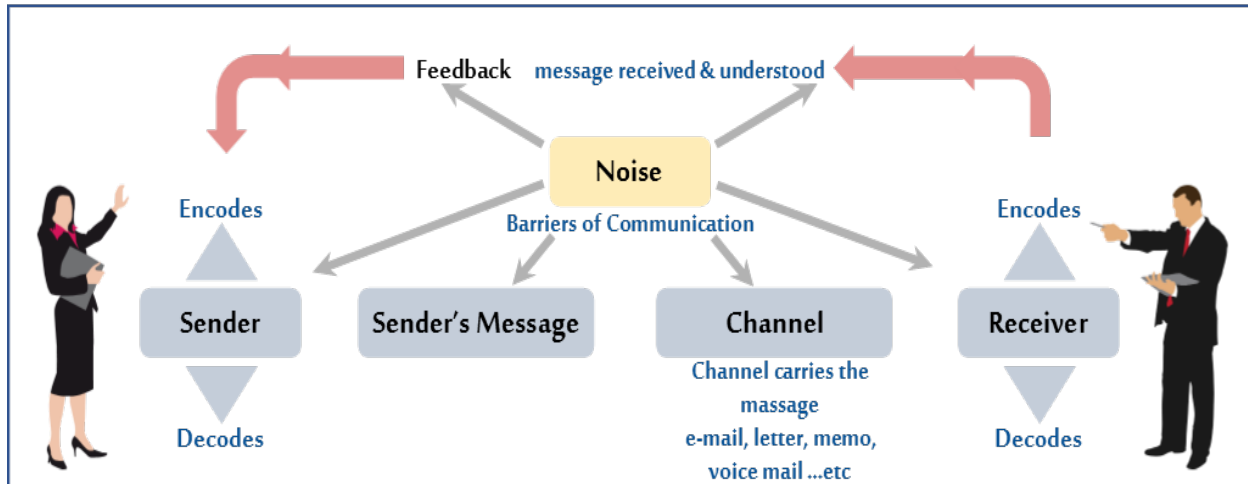 Feedback message received & understood
Noise
Barriers of Communication
Encodes
Encodes
Sender
Sender's Message
Channel
Receiver
Channel carries the
massage
e-mail, letter, memo,
voice mail ...etc
Decodes
Decodes